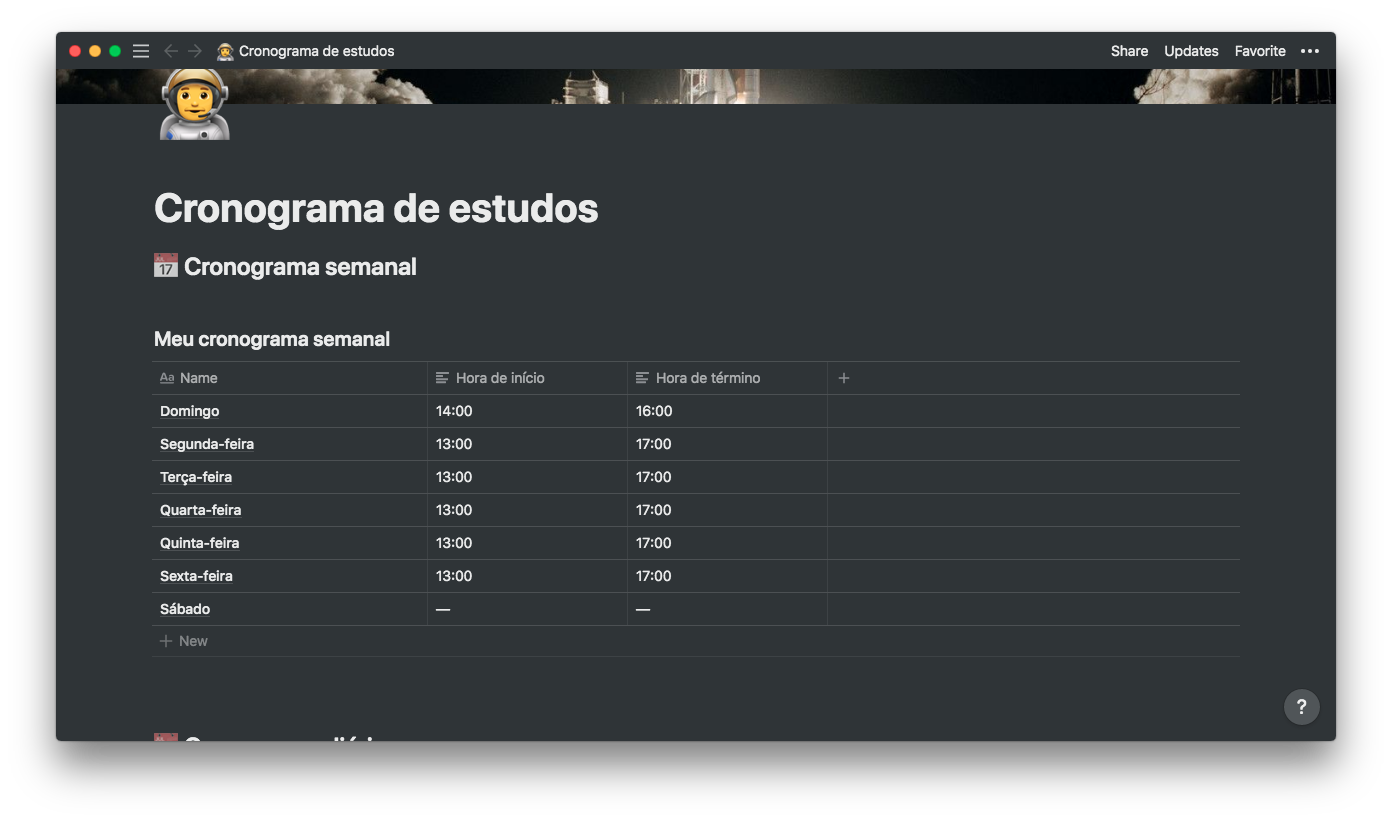 Cronograma de estudos
Share Updates Favorite
Cronograma de estudos
17 Cronograma semanal
Meu cronograma semanal
Aa Name Hora de início Hora de término
Domingo 14:00 16:00
Segunda-feira 13:00 17:00
Terça-feira 13:00 17:00
Quarta-feira 13:00 17:00
Quinta-feira 13:00 17:00
Sexta-feira 13:00 17:00
Sábado — —
+ New
?